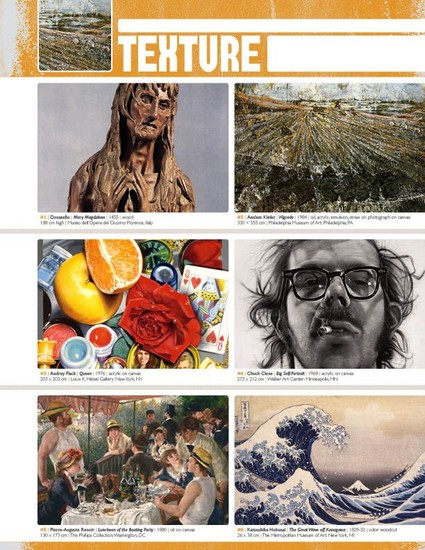 TEXTURE
#1 | Donatello | Mary Magdalene | 1455 | wood
188 cm high | Museo dell'Opera del Duomo, Florence, Italy
#2 | Anselm Kiefer | Nigredo | 1984 | oil, acrylic, emulsion, straw on photograph on canvas
330 × 555 cm | Philadelphia Museum of Art, Philadelphia, PA
#3 | Audrey Flack | Queen | 1976 | acrylic on canvas
203 x 203 cm | Louis K. Meisel Gallery, New York, NY
#4 | Chuck Close | Big Self-Portrait | 1968 | acrylic on canvas
273 x 212 cm | Walker Art Center, Minneapolis, MN
#5 | Pierre-Auguste Renoir | Luncheon of the Boating Party | 1880 | oil on canvas
130 x 173 cm | The Phillips Collection, Washington, DC
#6 | Katsushika Hokusai | The Great Wave off Kanagawa | 1829-32 | color woodcut
26 x 38 cm | The Metropolitan Museum of Art, New York, NY